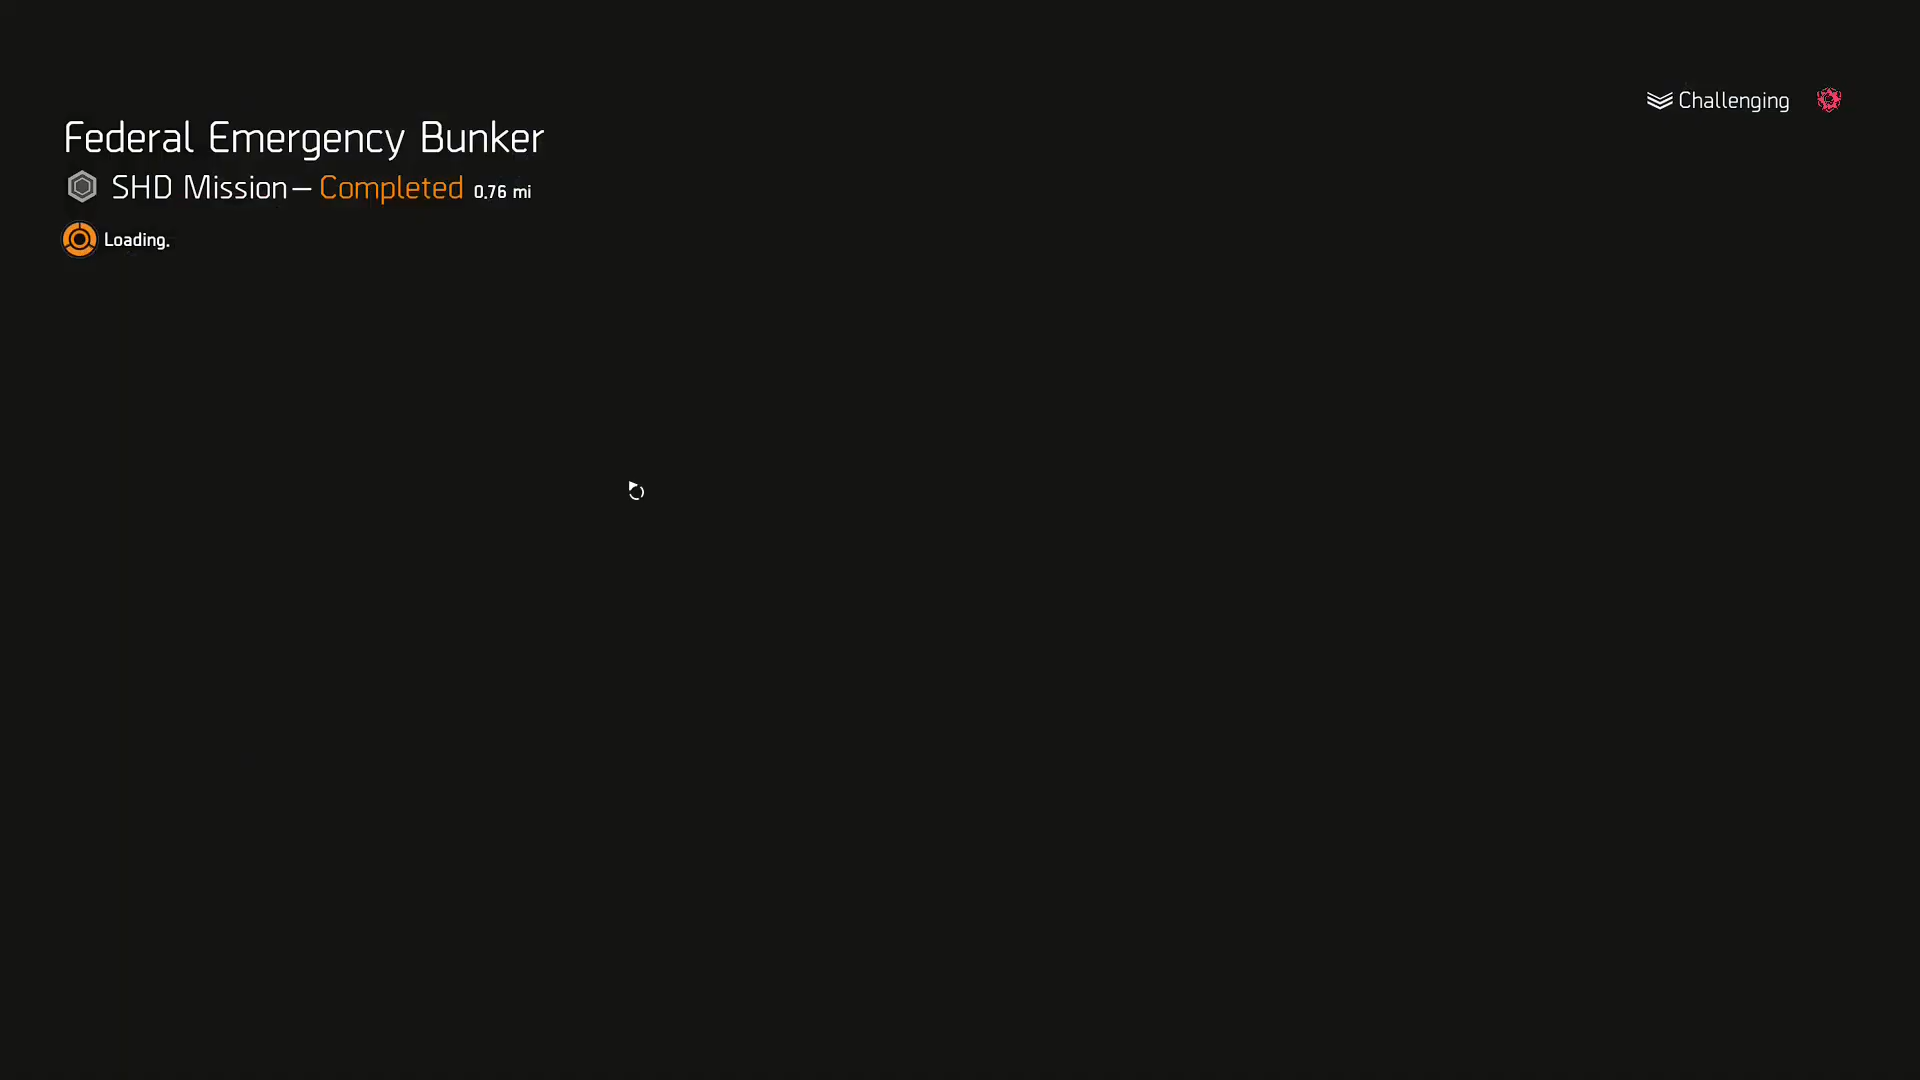 Challenging
Federal Emergency Bunker
SHD Mission – Completed 0.76 mi
Loading.